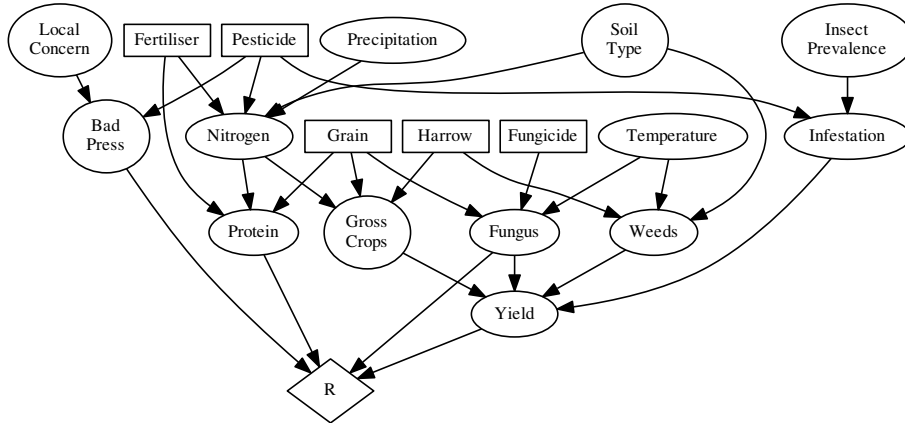 Local
Concern
Fertiliser
Pesticide
Precipitation
Soil
Type
Insect
Prevalence
Bad
Press
Nitrogen
Grain
Harrow
Fungicide
Temperature
Infestation
Protein
Gross
Crops
Fungus
Weeds
Yield
R